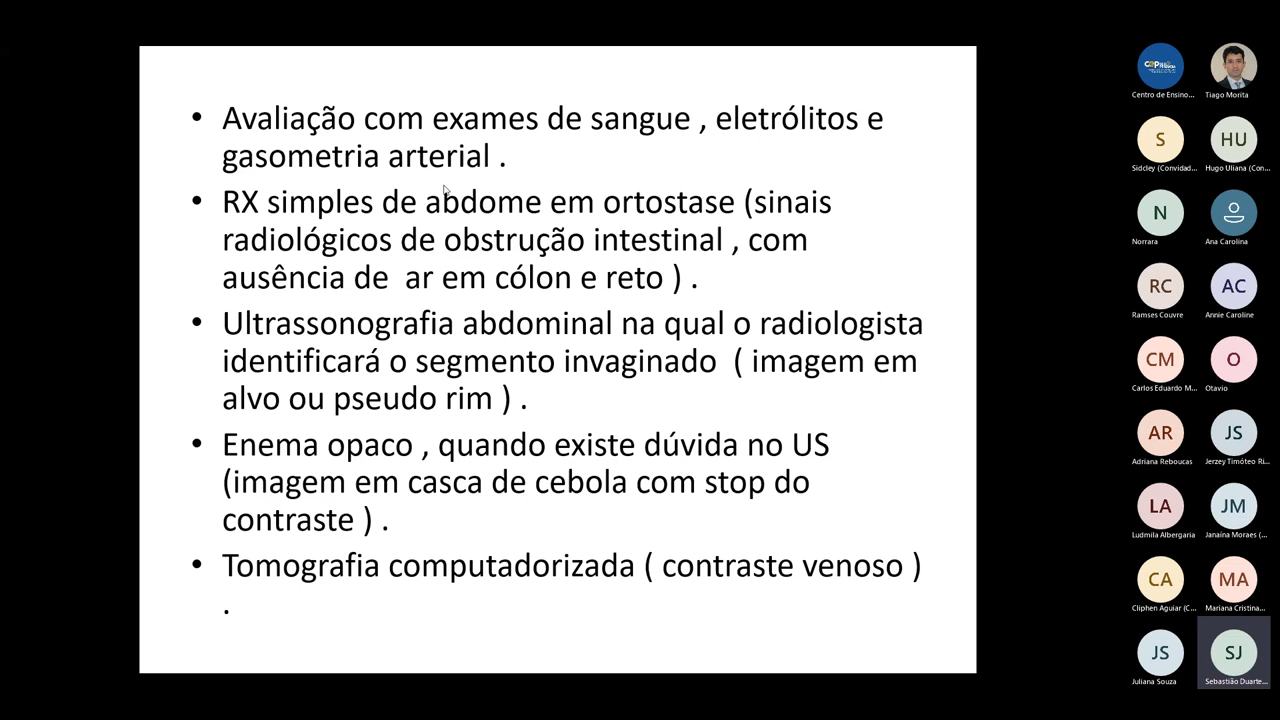 • Avaliação com exames de sangue , eletrólitos e
gasometria arterial .
• RX simples de abdome em ortostase (sinais
radiológicos de obstrução intestinal , com
ausência de  ar em cólon e reto ) .
• Ultrassonografia abdominal na qual o radiologista
identificará o segmento invaginado  ( imagem em
alvo ou pseudo rim ) .
• Enema opaco , quando existe dúvida no US
(imagem em casca de cebola com stop do
contraste ) .
• Tomografia computadorizada ( contraste venoso )
.
Centro de Ensino...
Tiago Morita
S
HU
Sidcley (Convidad...
Hugo Uliana (Con...
N
Norrara
Ana Carolina
RC
AC
Ramses Couvre
Annie Caroline
CM
O
Carlos Eduardo M...
Otavio
AR
JS
Adriana Reboucas
Jerzey Timóteo Ri...
LA
JM
Ludmila Albergaria
Janaína Moraes (...
CA
MA
Cliphen Aguiar (C...
Mariana Cristina...
JS
SJ
Juliana Souza
Sebastião Duarte...